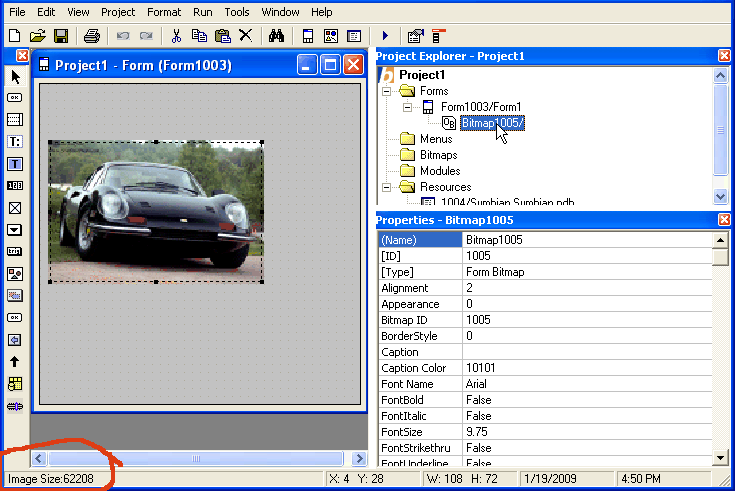 File Edit View Project Format Run Tools Window Help
Project1 - Form (Form1003)
Project Explorer - Project1
Project1
Forms
Form1003/Form1
Bitmap1005/
Menus
Bitmaps
Modules
Resources
1004/Sumbian Sumbian.pdb
Properties - Bitmap1005
(Name) Bitmap1005
[ID] 1005
[Type] Form Bitmap
Alignment 2
Appearance 0
Bitmap ID 1005
BorderStyle 0
Caption
Caption Color 10101
Font Name Arial
FontBold False
FontItalic False
FontSize 9.75
FontStrikethru False
FontUnderline False
Image Size:62208 X: 4 Y: 28 W: 108 H: 72 1/19/2009 4:50 PM